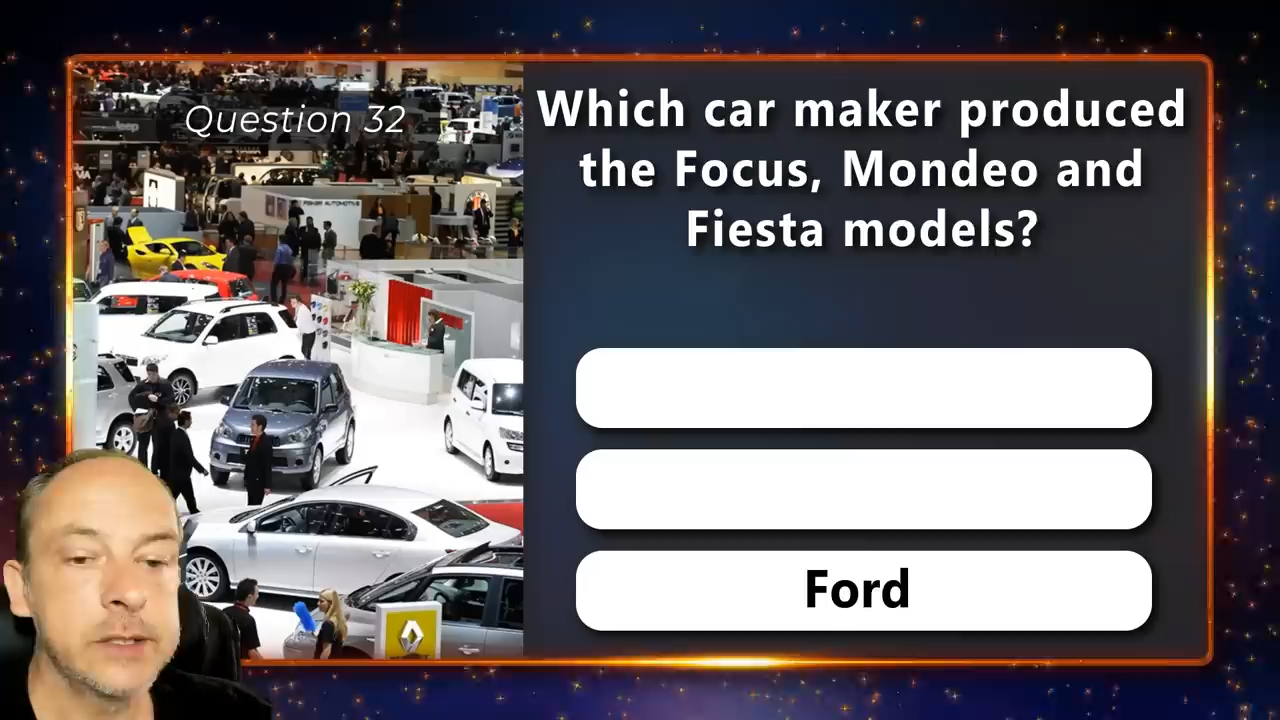 Question 32
Which car maker produced
the Focus, Mondeo and
Fiesta models?
Ford